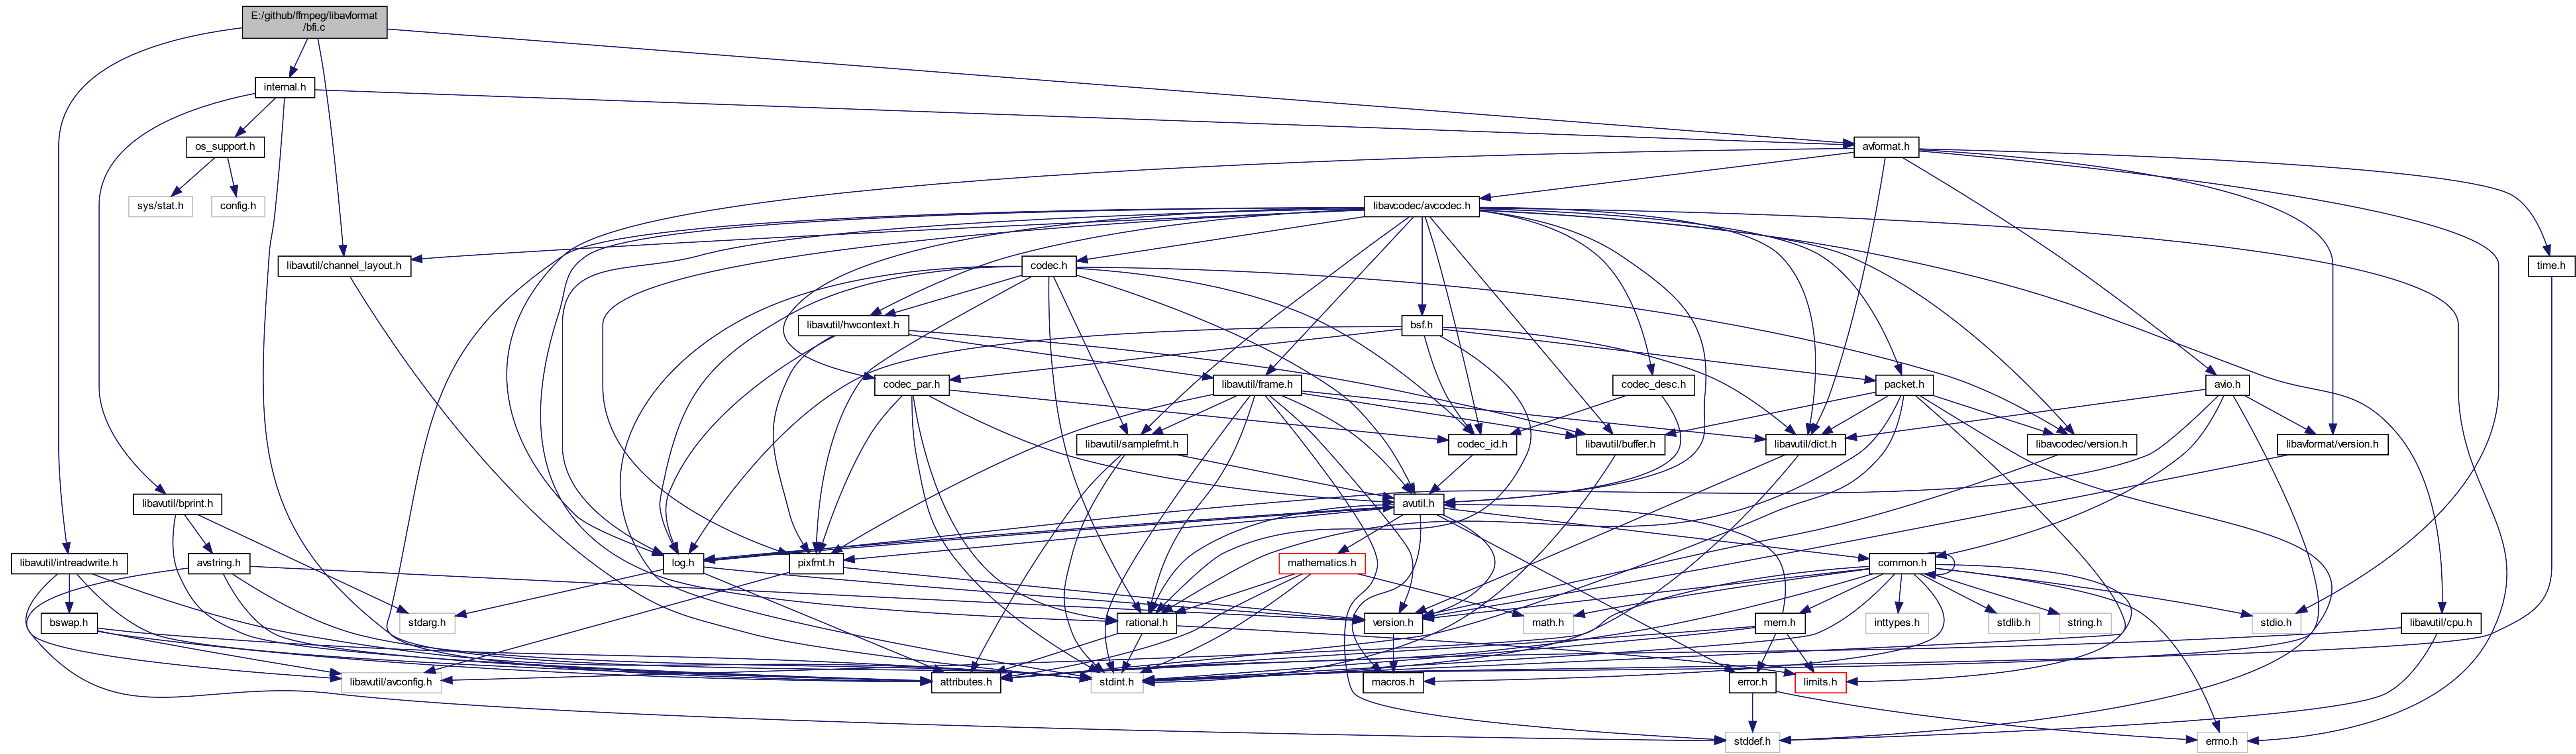 E:/github/ffmpeg/libavformat
/bfi.c
internal.h
os_support.h
avformat.h
sys/stat.h
config.h
libavcodec/avcodec.h
libavutil/channel_layout.h
codec.h
time.h
libavutil/hwcontext.h
bsf.h
codec_par.h
libavutil/frame.h
codec_desc.h
packet.h
avio.h
libavutil/samplefmt.h
codec_id.h
libavutil/buffer.h
libavutil/dict.h
libavcodec/version.h
libavformat/version.h
libavutil/bprint.h
avutil.h
libavutil/intreadwrite.h
avstring.h
log.h
pixfmt.h
mathematics.h
common.h
bswap.h
stdarg.h
rational.h
version.h
math.h
mem.h
inttypes.h
stdlib.h
string.h
stdio.h
libavutil/cpu.h
libavutil/avconfig.h
attributes.h
stdint.h
macros.h
error.h
limits.h
stddef.h
errno.h